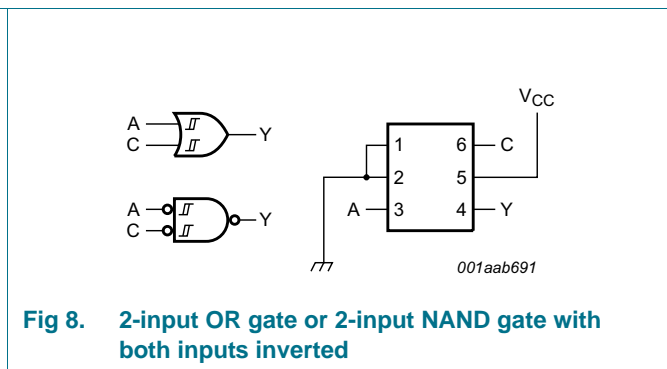 A
C
Y
A
C
Y
VCC
1
2
A
3
6
C
5
4
Y
001aab691
Fig 8. 2-input OR gate or 2-input NAND gate with
both inputs inverted